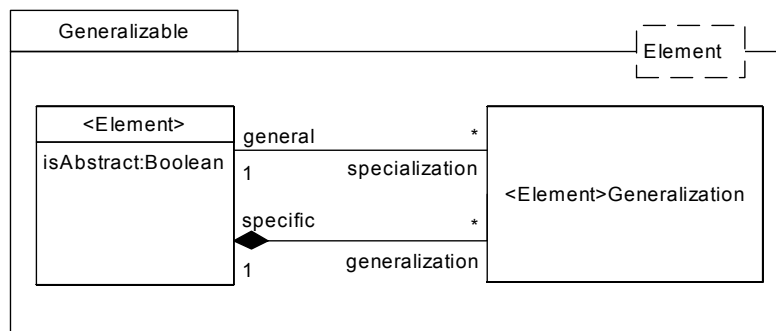 Generalizable
Element
<Element>
isAbstract:Boolean
general
*
1
specialization
specific
*
1
generalization
<Element>Generalization